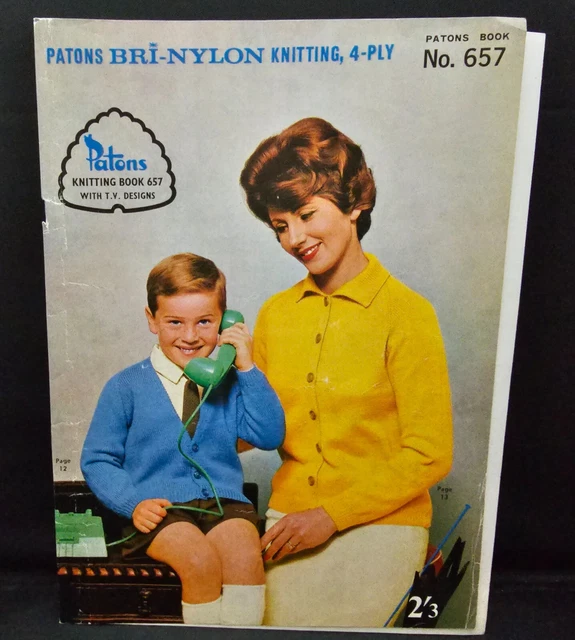 PATONS BRI-NYLON KNITTING, 4-PLY
PATONS BOOK
No. 657
Patons
KNITTING BOOK 657
WITH T.V. DESIGNS
Page
12
Page
13
2'3